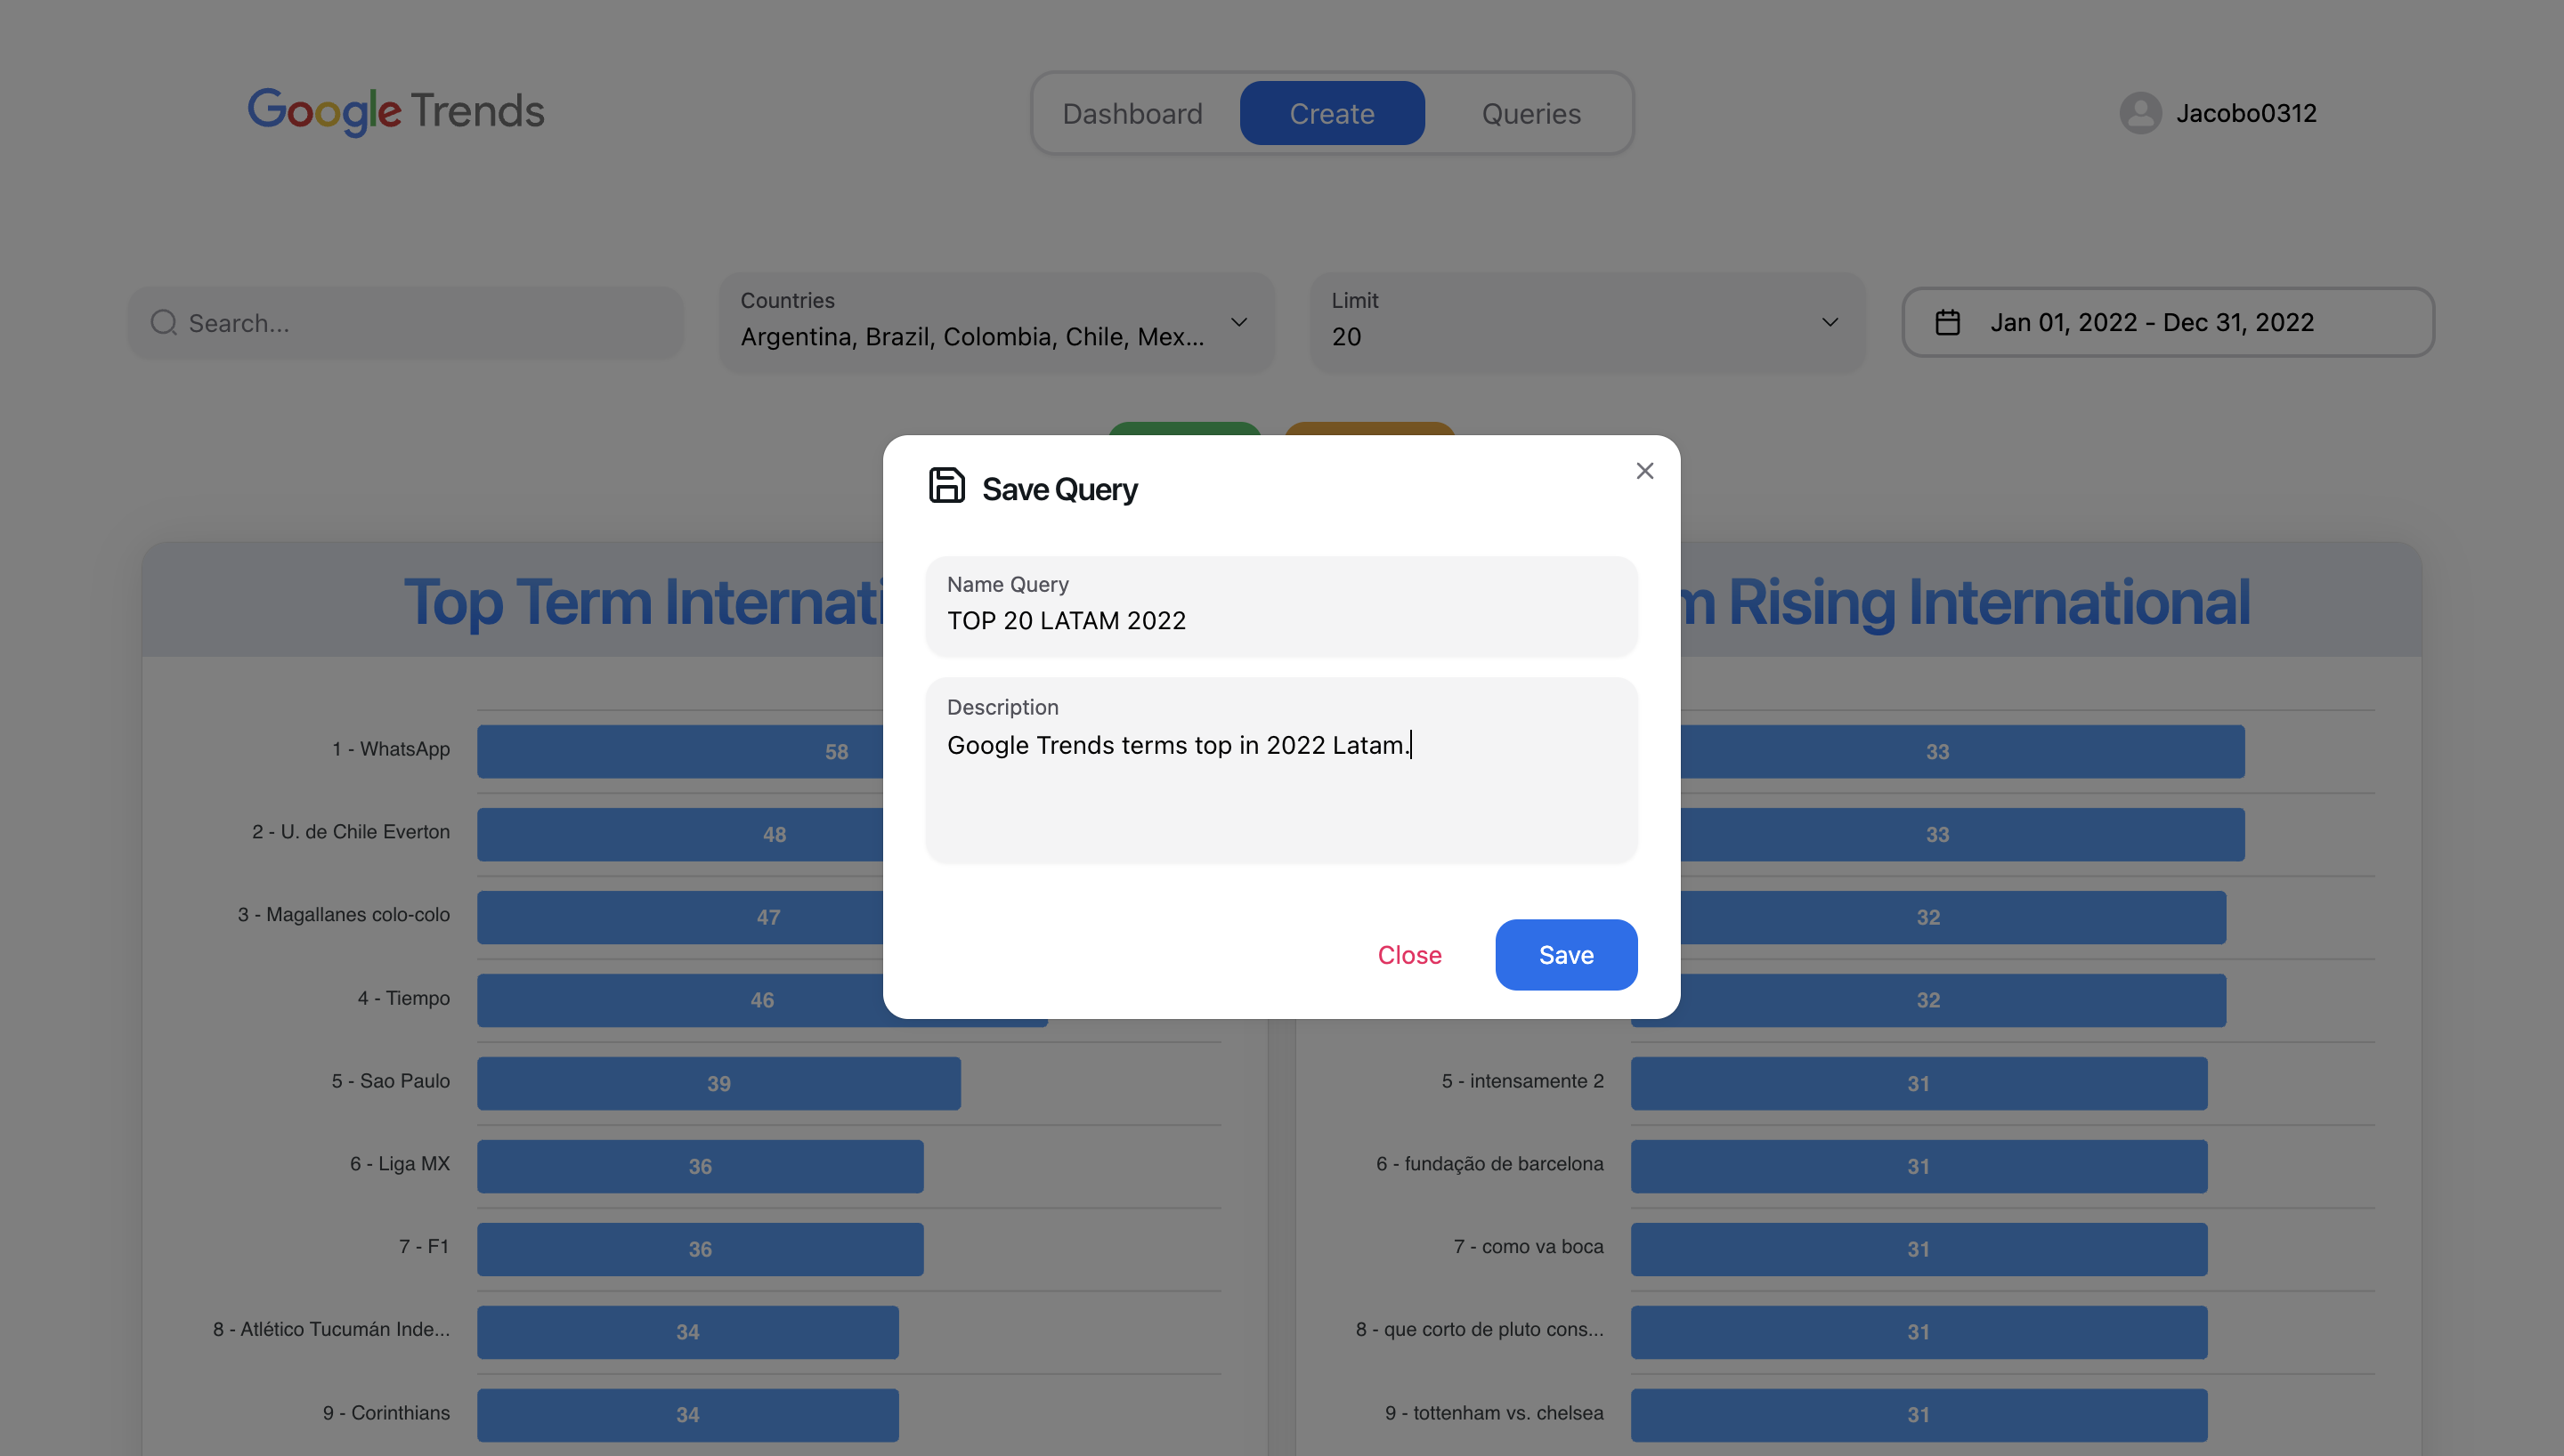 Google Trends
Dashboard
Create
Queries
Jacobo0312
Search...
Countries
Argentina, Brazil, Colombia, Chile, Mex...
Limit
20
Jan 01, 2022 - Dec 31, 2022
Save Query
Name Query
TOP 20 LATAM 2022
Description
Google Trends terms top in 2022 Latam.
Close
Save
Top Term Internati
1 - WhatsApp
58
2 - U. de Chile Everton
48
3 - Magallanes colo-colo
47
4 - Tiempo
46
5 - Sao Paulo
39
6 - Liga MX
36
7 - F1
36
8 - Atlético Tucumán Inde...
34
9 - Corinthians
34
m Rising International
33
33
32
32
5 - intensamente 2
31
6 - fundação de barcelona
31
7 - como va boca
31
8 - que corto de pluto cons...
31
9 - tottenham vs. chelsea
31